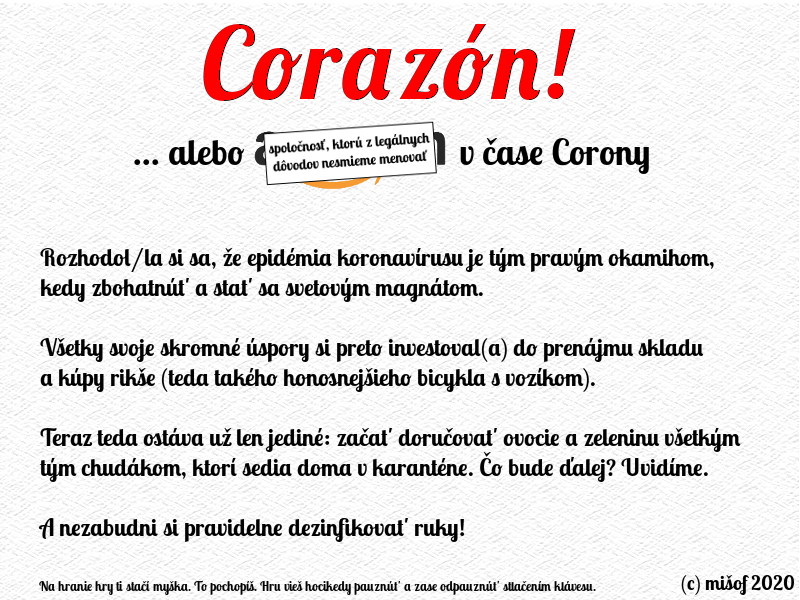 Corazón!
... alebo spoločnosť, ktorú z legálnych
dôvodov nesmieme menovať v čase Corony
Rozhodol/la si sa, že epidémia koronavírusu je tým pravým okamihom,
kedy zbohatnúť a stať sa svetovým magnátom.
Všetky svoje skromné úspory si preto investoval(a) do prenájmu skladu
a kúpy rikše (teda takého honosnejšieho bicykla s vozíkom).
Teraz teda ostáva už len jediné: začať doručovať ovocie a zeleninu všetkým
tým chudákom, ktorí sedia doma v karanténe. Čo bude ďalej? Uvidíme.
A nezabudni si pravidelne dezinfikovať ruky!
Na hranie hry ti stačí myška. To pochopíš. Hru vieš hocikedy pauznúť a zase odpauznúť stlačením klávesu.
(c) mišof 2020